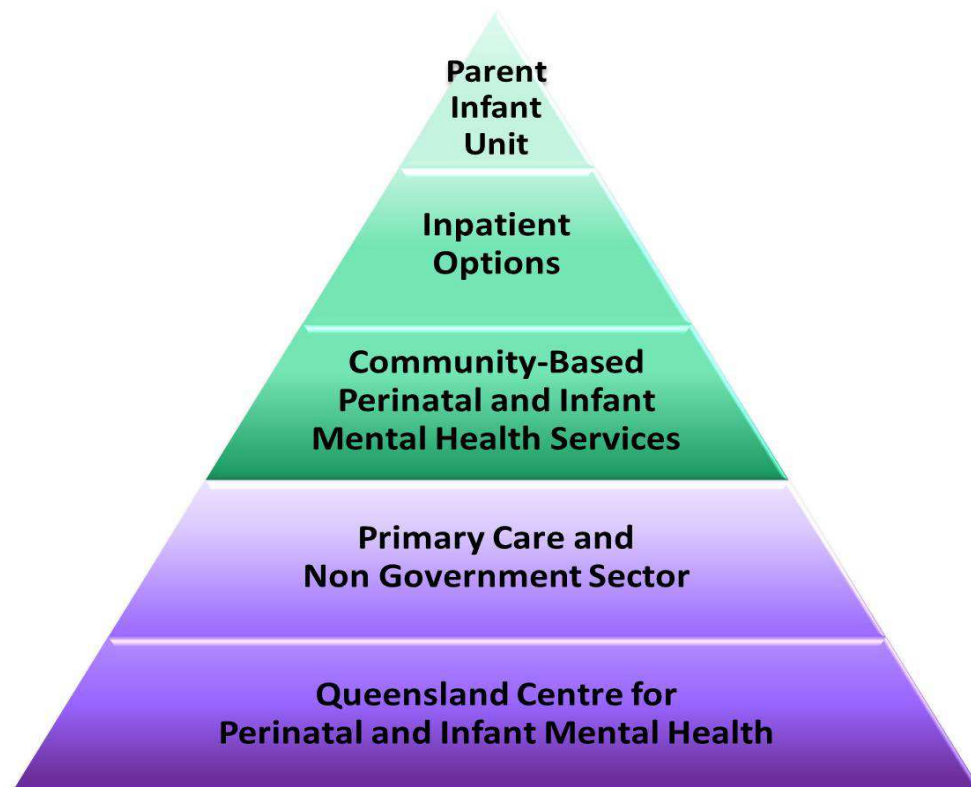 Parent
Infant
Unit
Inpatient
Options
Community-Based
Perinatal and Infant
Mental Health Services
Primary Care and
Non Government Sector
Queensland Centre for
Perinatal and Infant Mental Health